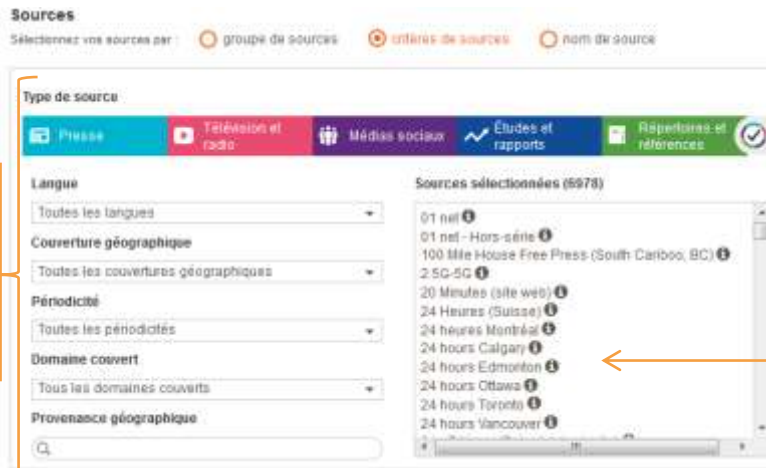 Sources
Sélectionnez vos sources par : groupe de sources critères de sources nom de source
Type de source
Presse
Télévision et radio
Médias sociaux
Études et rapports
Répertoires et références
Langue
Toutes les langues
Couverture géographique
Toutes les couvertures géographiques
Périodicité
Toutes les périodicités
Domaine couvert
Tous les domaines couverts
Provenance géographique
Sources sélectionnées (6978)
01 net
01 net - Hors-série
100 Mile House Free Press (South Cariboo, BC)
2.5G-5G
20 Minutes (site web)
24 Heures (Suisse)
24 heures Montréal
24 hours Calgary
24 hours Edmonton
24 hours Ottawa
24 hours Toronto
24 hours Vancouver